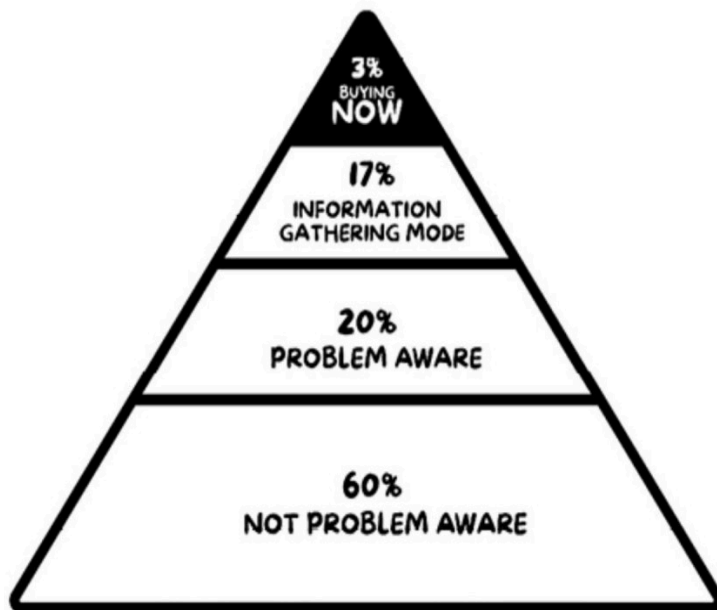 3%
BUYING
NOW
17%
INFORMATION
GATHERING MODE
20%
PROBLEM AWARE
60%
NOT PROBLEM AWARE